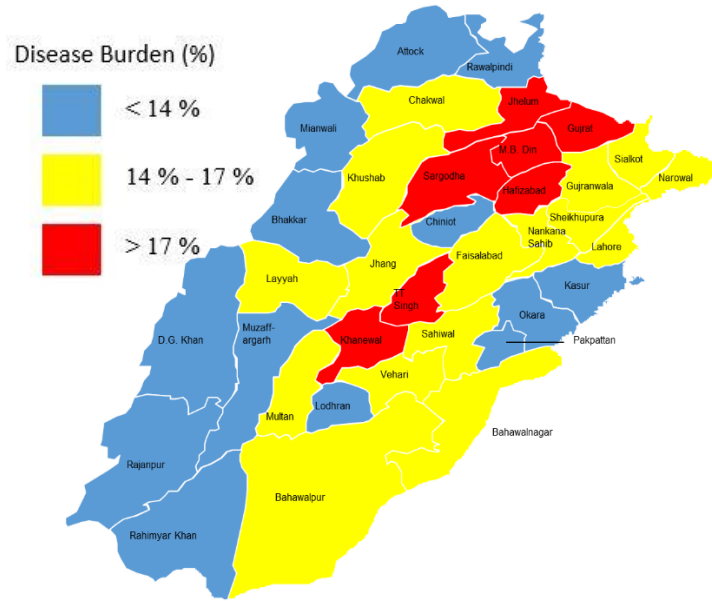 Disease Burden (%)
< 14 %
14 % - 17 %
> 17 %
Attock
Rawalpindi
Chakwal
Jhelum
Mianwali
Gujrat
M.B. Din
Sialkot
Khushab
Sargodha
Hafizabad
Gujranwala
Narowal
Bhakkar
Chiniot
Sheikhupura
Nankana
Sahib
Lahore
Faisalabad
Jhang
Layyah
Kasur
TT
Singh
Okara
Muzaff-
argarh
D.G. Khan
Khanawal
Sahiwal
Pakpattan
Vehari
Lodhran
Multan
Bahawalnagar
Rajanpur
Bahawalpur
Rahimyar Khan